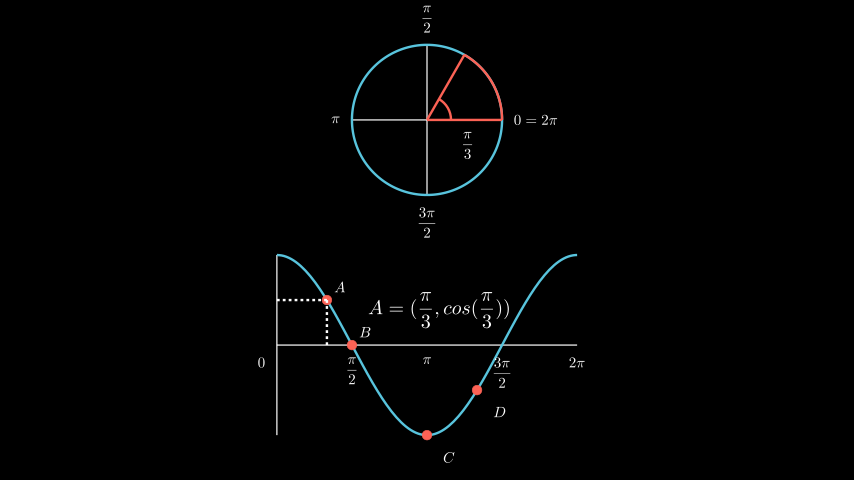 π/2
π
0 = 2π
π/3
3π/2
A
A = (π/3, cos(π/3))
B
0
π/2
π
3π/2
2π
D
C